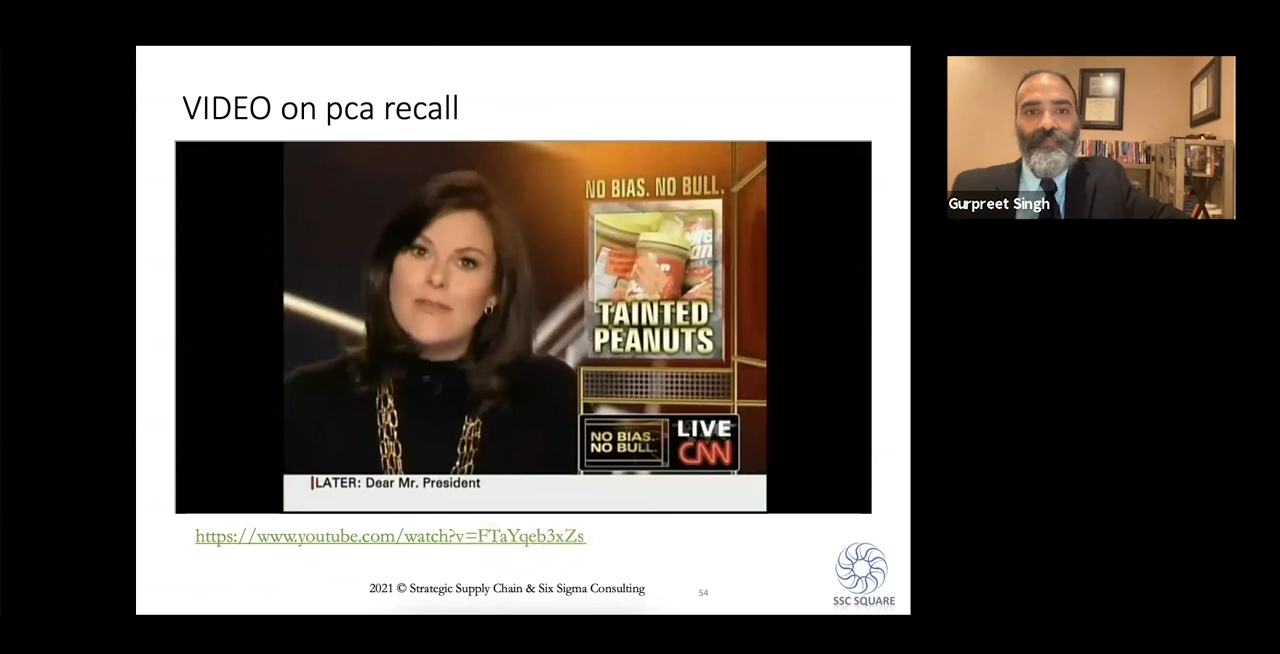 VIDEO on pca recall
NO BIAS. NO BULL.
TAINTED
PEANUTS
NO BIAS.
NO BULL.
LIVE
CNN
LATER: Dear Mr. President
https://www.youtube.com/watch?v=FTaYqeb3xZs
2021 © Strategic Supply Chain & Six Sigma Consulting
54
SSC SQUARE
Gurpreet Singh